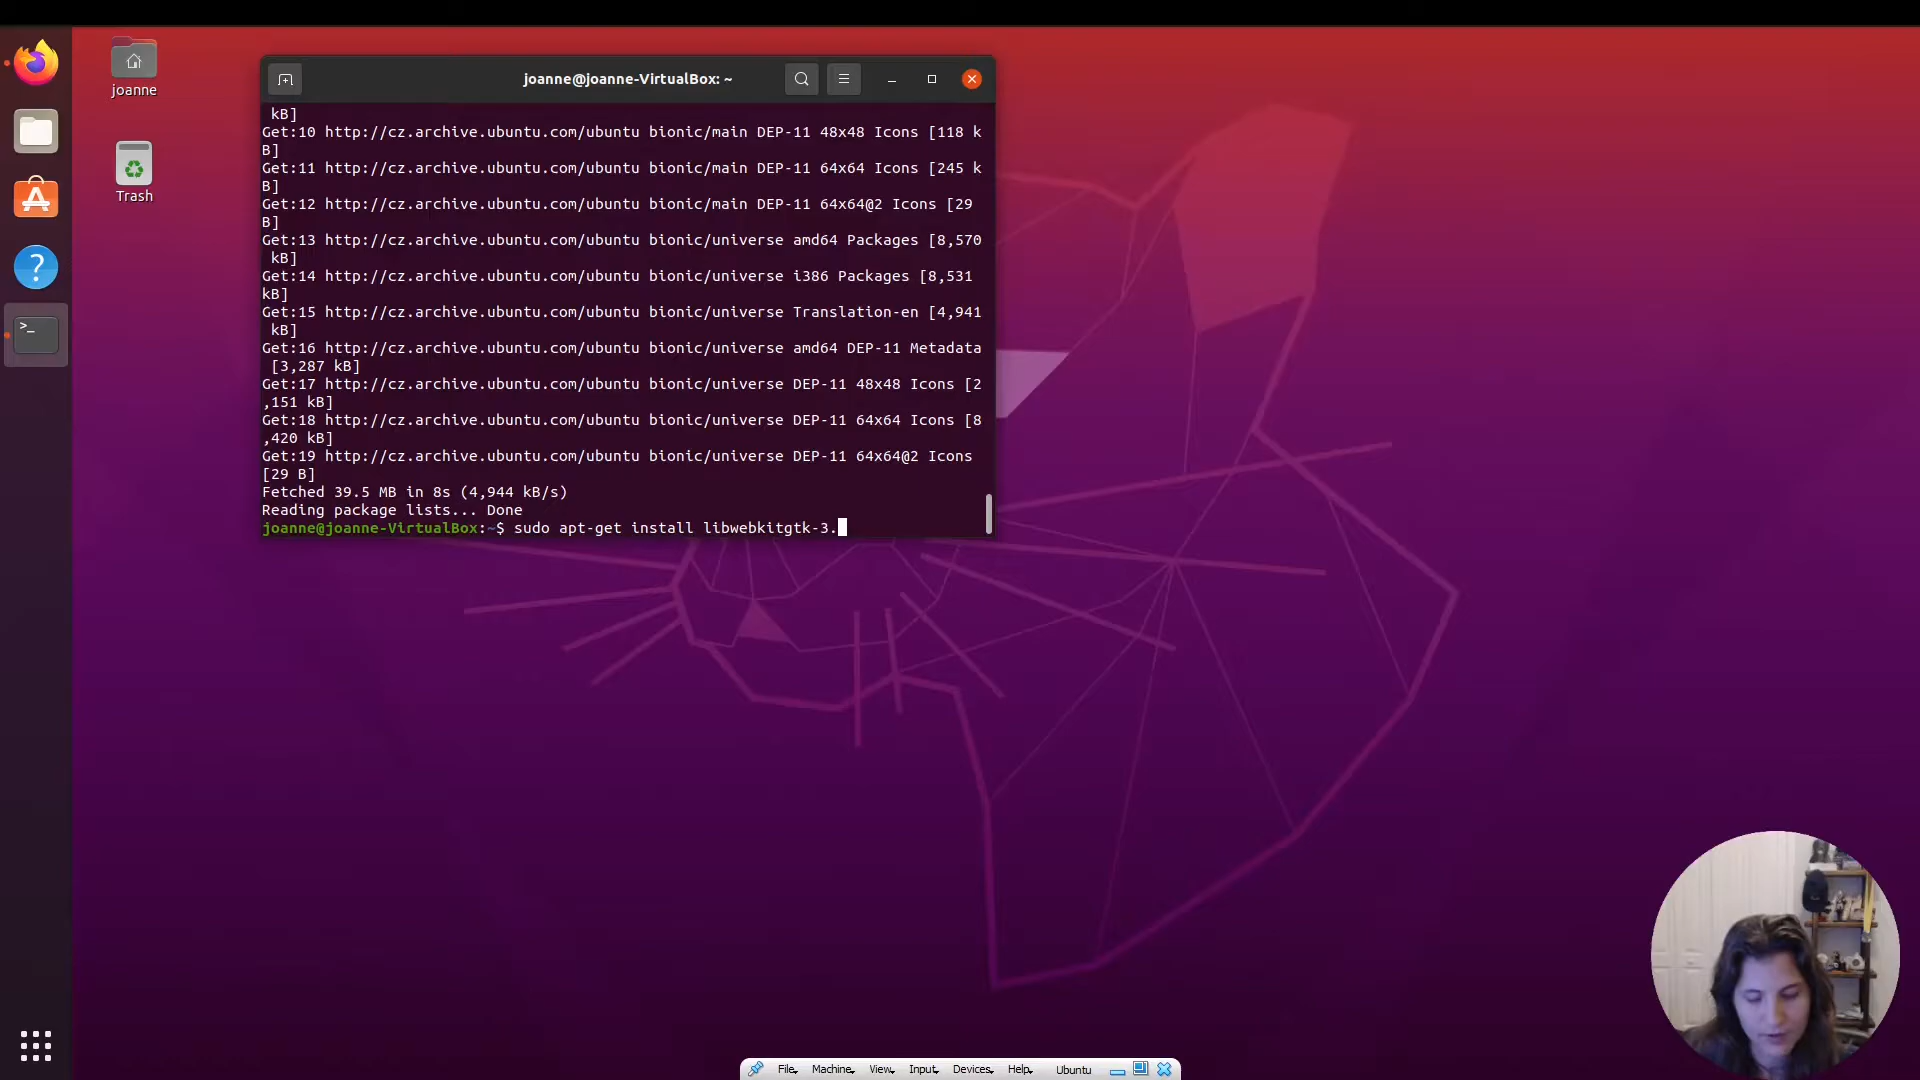 joanne
Trash
joanne@joanne-VirtualBox: ~
kB]
Get:10 http://cz.archive.ubuntu.com/ubuntu bionic/main DEP-11 48x48 Icons [118 k
B]
Get:11 http://cz.archive.ubuntu.com/ubuntu bionic/main DEP-11 64x64 Icons [245 k
B]
Get:12 http://cz.archive.ubuntu.com/ubuntu bionic/main DEP-11 64x64@2 Icons [29
B]
Get:13 http://cz.archive.ubuntu.com/ubuntu bionic/universe amd64 Packages [8,570
kB]
Get:14 http://cz.archive.ubuntu.com/ubuntu bionic/universe i386 Packages [8,531
kB]
Get:15 http://cz.archive.ubuntu.com/ubuntu bionic/universe Translation-en [4,941
kB]
Get:16 http://cz.archive.ubuntu.com/ubuntu bionic/universe amd64 DEP-11 Metadata
[3,287 kB]
Get:17 http://cz.archive.ubuntu.com/ubuntu bionic/universe DEP-11 48x48 Icons [2
,151 kB]
Get:18 http://cz.archive.ubuntu.com/ubuntu bionic/universe DEP-11 64x64 Icons [8
,420 kB]
Get:19 http://cz.archive.ubuntu.com/ubuntu bionic/universe DEP-11 64x64@2 Icons
[29 B]
Fetched 39.5 MB in 8s (4,944 kB/s)
Reading package lists... Done
joanne@joanne-VirtualBox:~$ sudo apt-get install libwebkitgtk-3.
File Machine View Input Devices Help Ubuntu